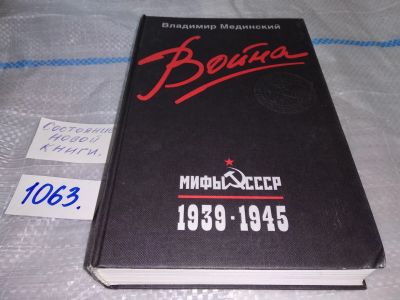 Владимир Мединский
Война
МИФЫ СССР
1939-1945
Состояние
новой
книги.
1063.